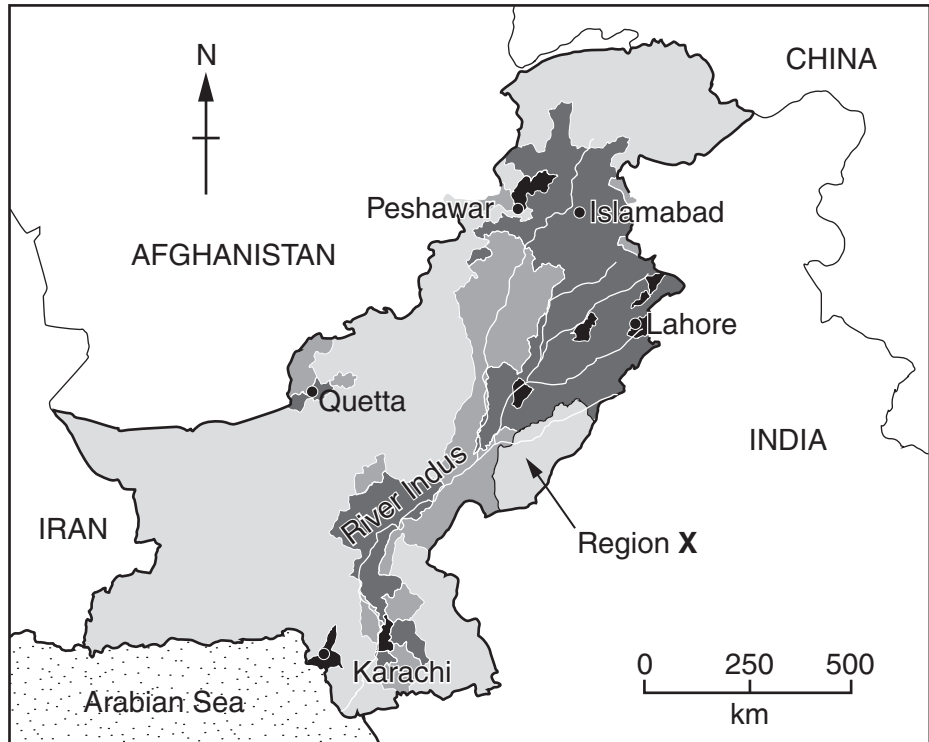 N
CHINA
Peshawar
Islamabad
AFGHANISTAN
Lahore
Quetta
INDIA
River Indus
IRAN
Region X
Karachi
Arabian Sea
0 250 500
km